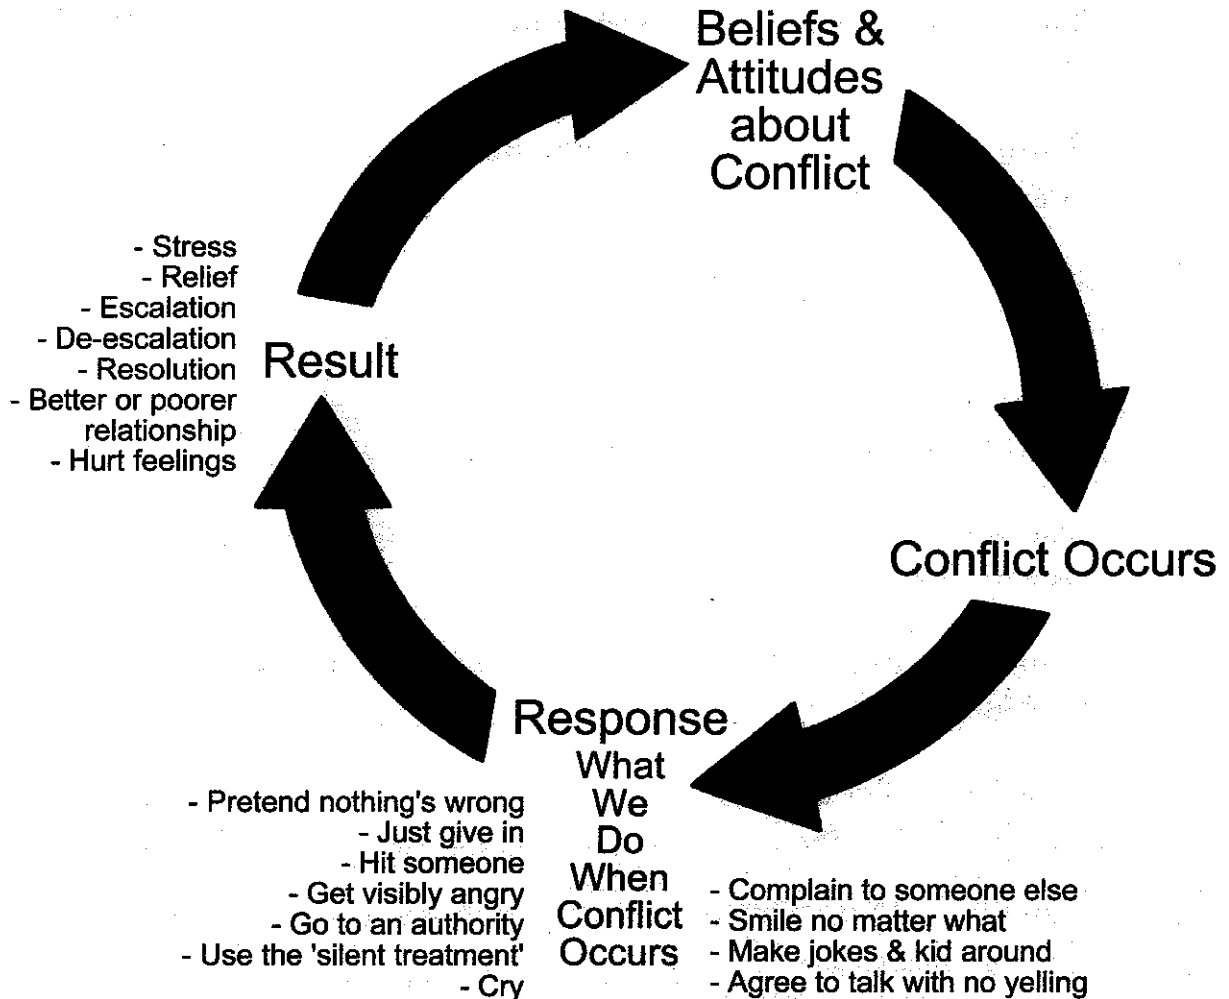 Beliefs &
Attitudes
about
Conflict
Conflict Occurs
Response
What
We
Do
When
Conflict
Occurs
- Pretend nothing's wrong
- Just give in
- Hit someone
- Get visibly angry
- Go to an authority
- Use the 'silent treatment'
- Cry
- Complain to someone else
- Smile no matter what
- Make jokes & kid around
- Agree to talk with no yelling
Result
- Stress
- Relief
- Escalation
- De-escalation
- Resolution
- Better or poorer
relationship
- Hurt feelings